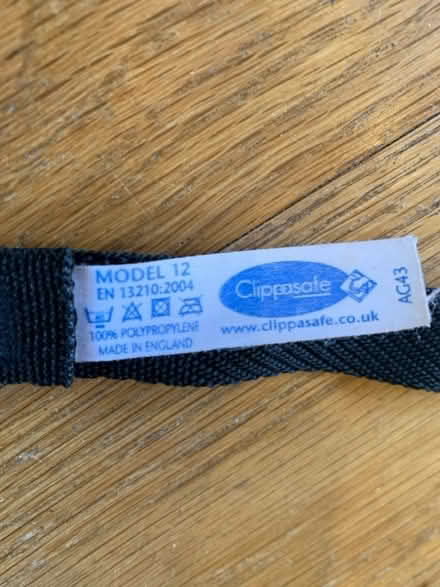 MODEL 12
EN 13210:2004
100% POLYPROPYLENE
MADE IN ENGLAND
Clippasafe
www.clippasafe.co.uk
AG43